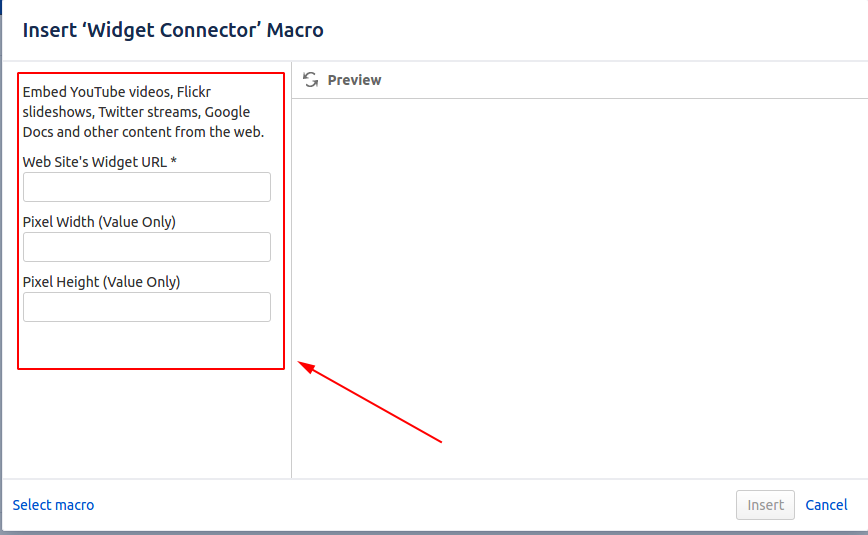 Insert ‘Widget Connector’ Macro
Embed YouTube videos, Flickr
slideshows, Twitter streams, Google
Docs and other content from the web.
Web Site's Widget URL *
Pixel Width (Value Only)
Pixel Height (Value Only)
Preview
Select macro
Insert
Cancel